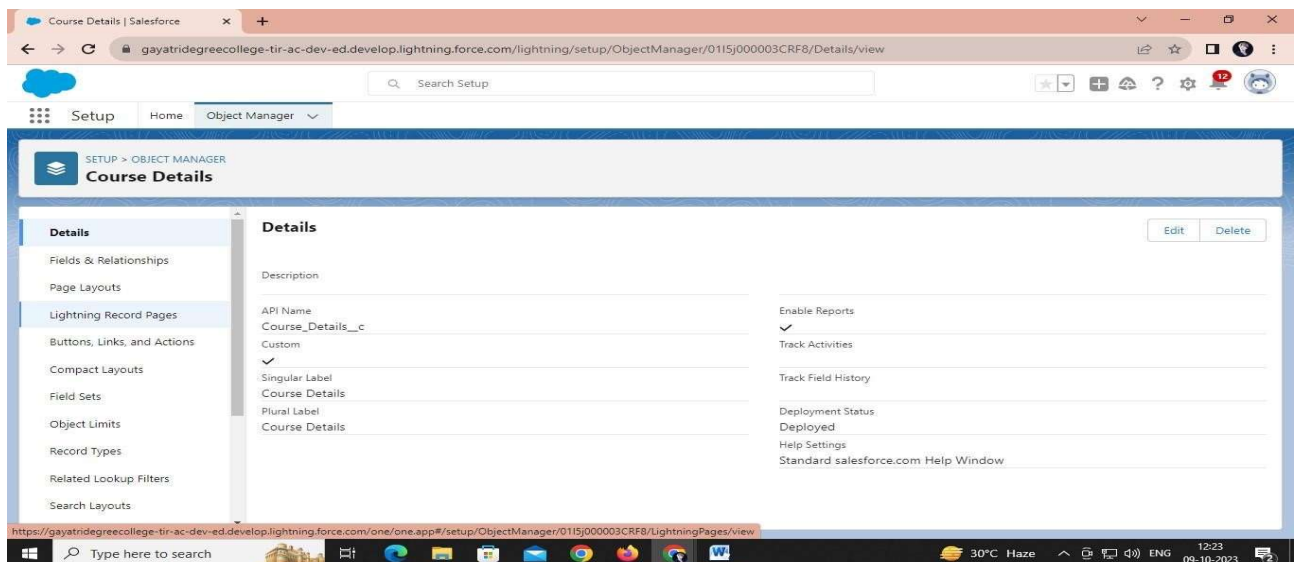 Course Details | Salesforce
gayatridegreecollege-tir-ac-dev-ed.develop.lightning.force.com/lightning/setup/ObjectManager/01I5j000003CRF8/Details/view
Search Setup
12
Setup Home Object Manager
SETUP > OBJECT MANAGER
Course Details
Details
Fields & Relationships
Page Layouts
Lightning Record Pages
Buttons, Links, and Actions
Compact Layouts
Field Sets
Object Limits
Record Types
Related Lookup Filters
Search Layouts
Details
Edit Delete
Description
API Name
Course_Details__c
Custom
Singular Label
Course Details
Plural Label
Course Details
Enable Reports
Track Activities
Track Field History
Deployment Status
Deployed
Help Settings
Standard salesforce.com Help Window
https://gayatridegreecollege-tir-ac-dev-ed.develop.lightning.force.com/one/one.app#/setup/ObjectManager/01I5j000003CRF8/LightningPages/view
Type here to search
30°C Haze
ENG
12:23
09-10-2023
2